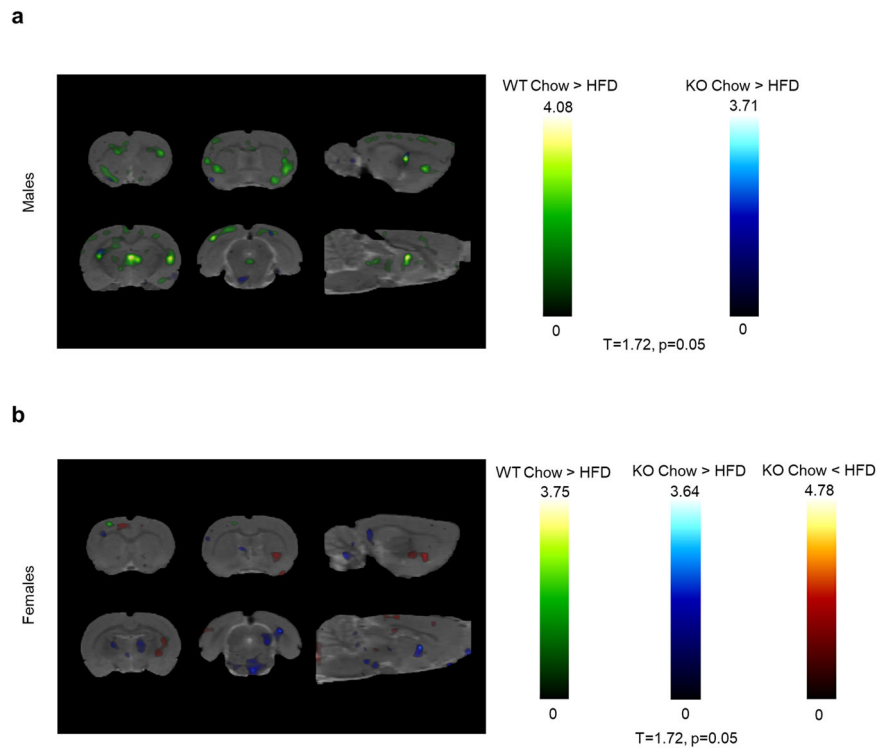 a
Males
WT Chow > HFD
4.08
0
KO Chow > HFD
3.71
0
T=1.72, p=0.05
b
Females
WT Chow > HFD
3.75
0
KO Chow > HFD
3.64
0
KO Chow < HFD
4.78
0
T=1.72, p=0.05